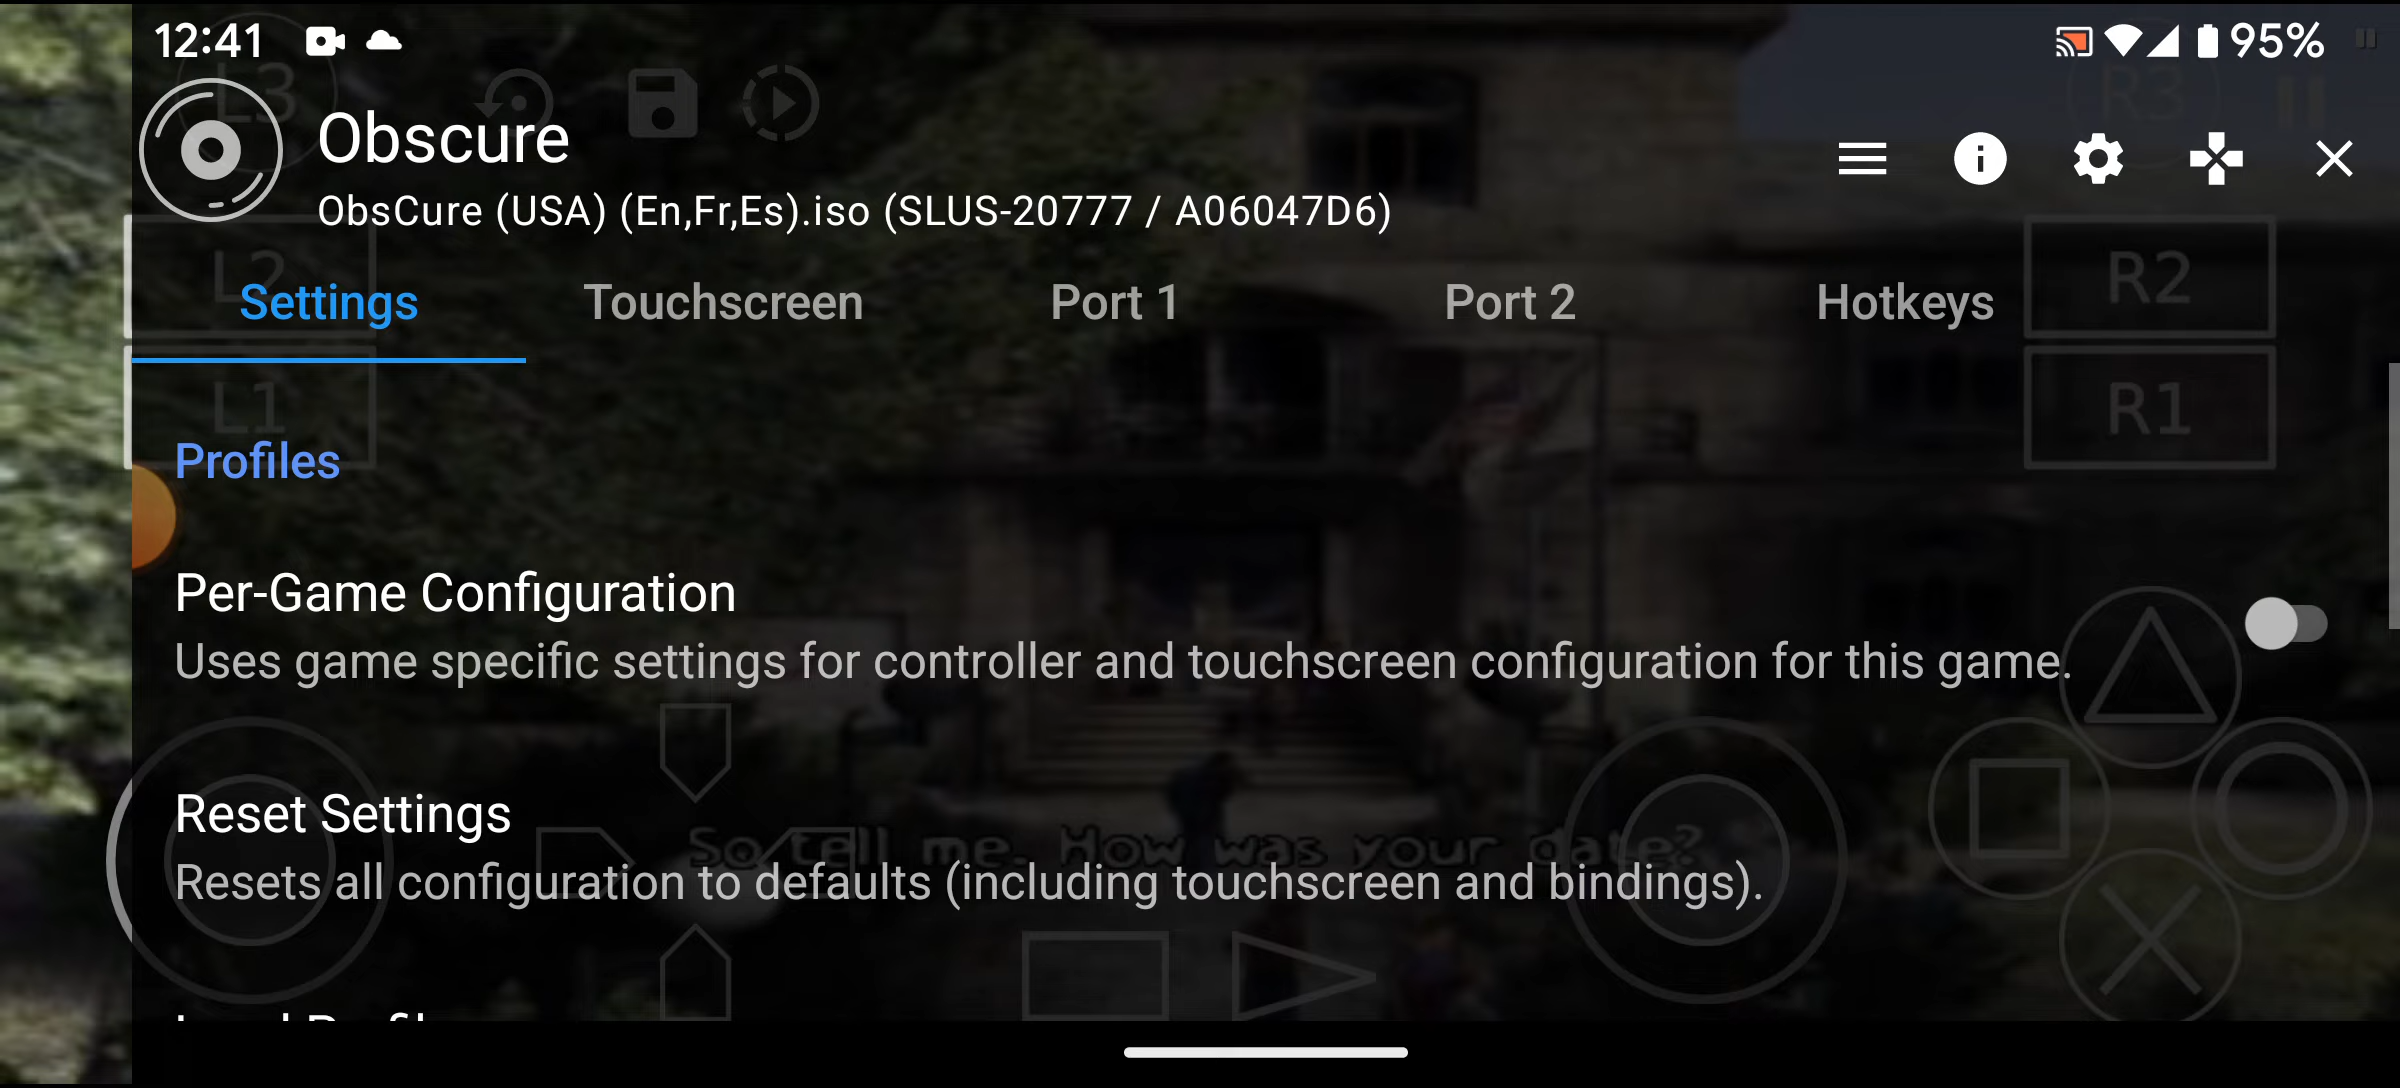 12:41
95%
L3
R3
Obscure
ObsCure (USA) (En,Fr,Es).iso (SLUS-20777 / A06047D6)
L2
R2
Settings
Touchscreen
Port 1
Port 2
Hotkeys
L1
R1
Profiles
Per-Game Configuration
Uses game specific settings for controller and touchscreen configuration for this game.
Reset Settings
So tell me. How was your date?
Resets all configuration to defaults (including touchscreen and bindings).